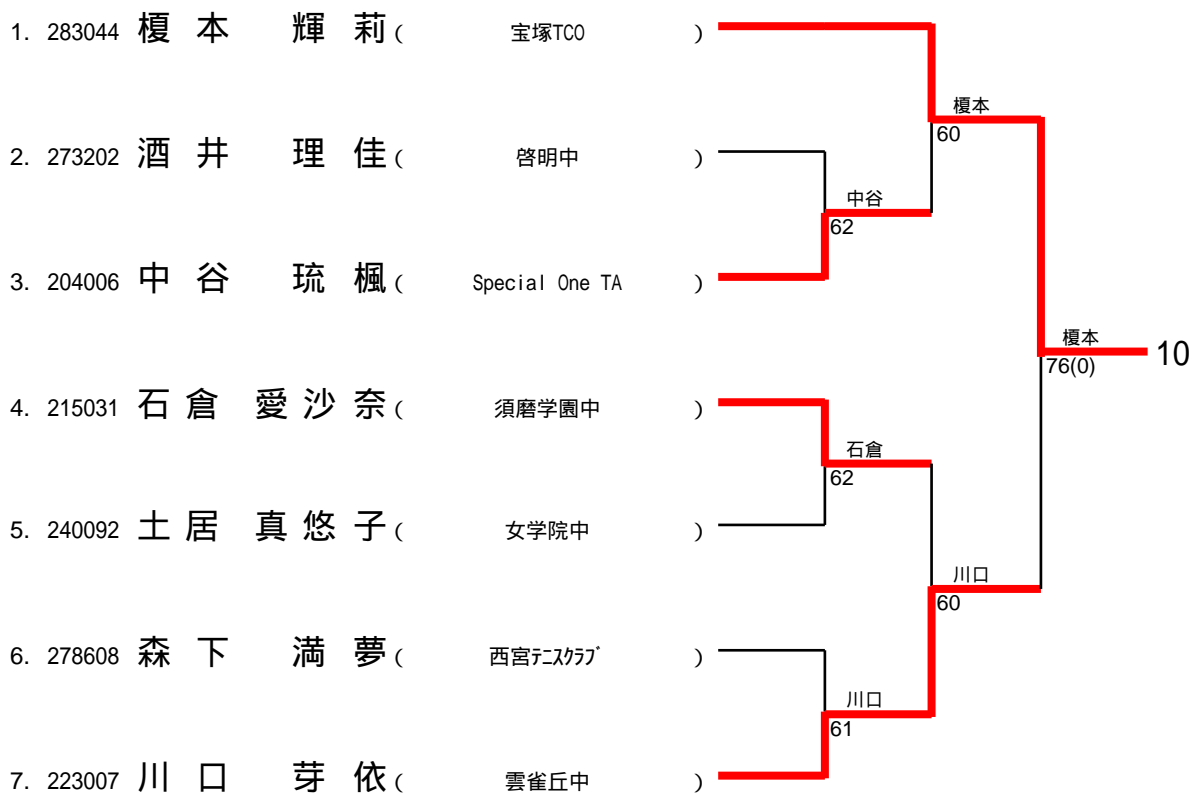 1. 283044 榎本 輝莉 ( 宝塚TCO )
榎本
60
2. 273202 酒井 理佳 ( 啓明中 )
中谷
62
3. 204006 中谷 琉楓 ( Special One TA )
榎本
76(0)
10
4. 215031 石倉 愛沙奈 ( 須磨学園中 )
石倉
62
5. 240092 土居 真悠子 ( 女学院中 )
川口
60
6. 278608 森下 満夢 ( 西宮ﾃﾆｽｸﾗﾌﾞ )
川口
61
7. 223007 川口 芽依 ( 雲雀丘中 )